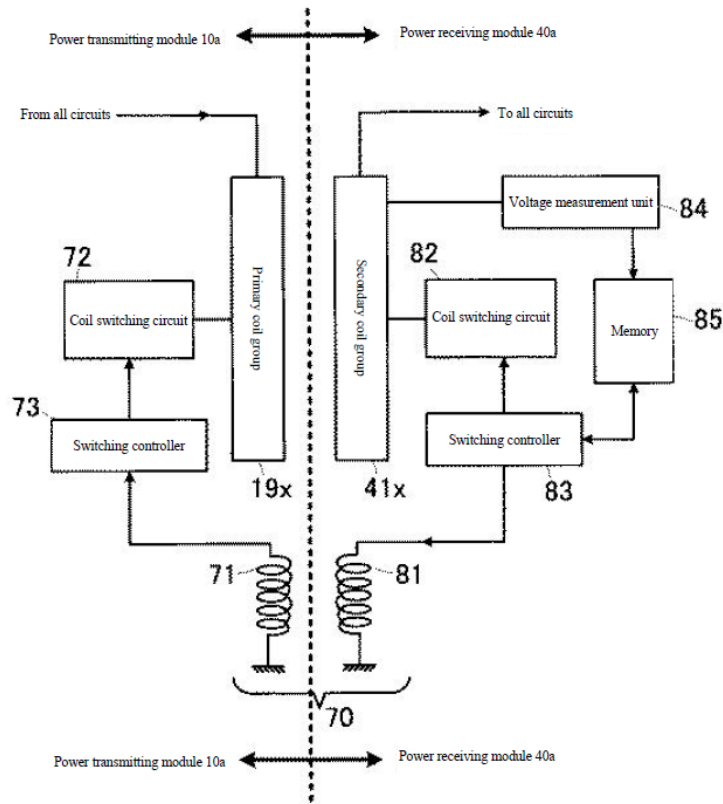 Power transmitting module 10a
Power receiving module 40a
From all circuits
To all circuits
Voltage measurement unit
84
72
82
Primary coil group
Secondary coil group
Coil switching circuit
Coil switching circuit
Memory
85
73
Switching controller
Switching controller
19x
41x
83
71
81
70
Power transmitting module 10a
Power receiving module 40a